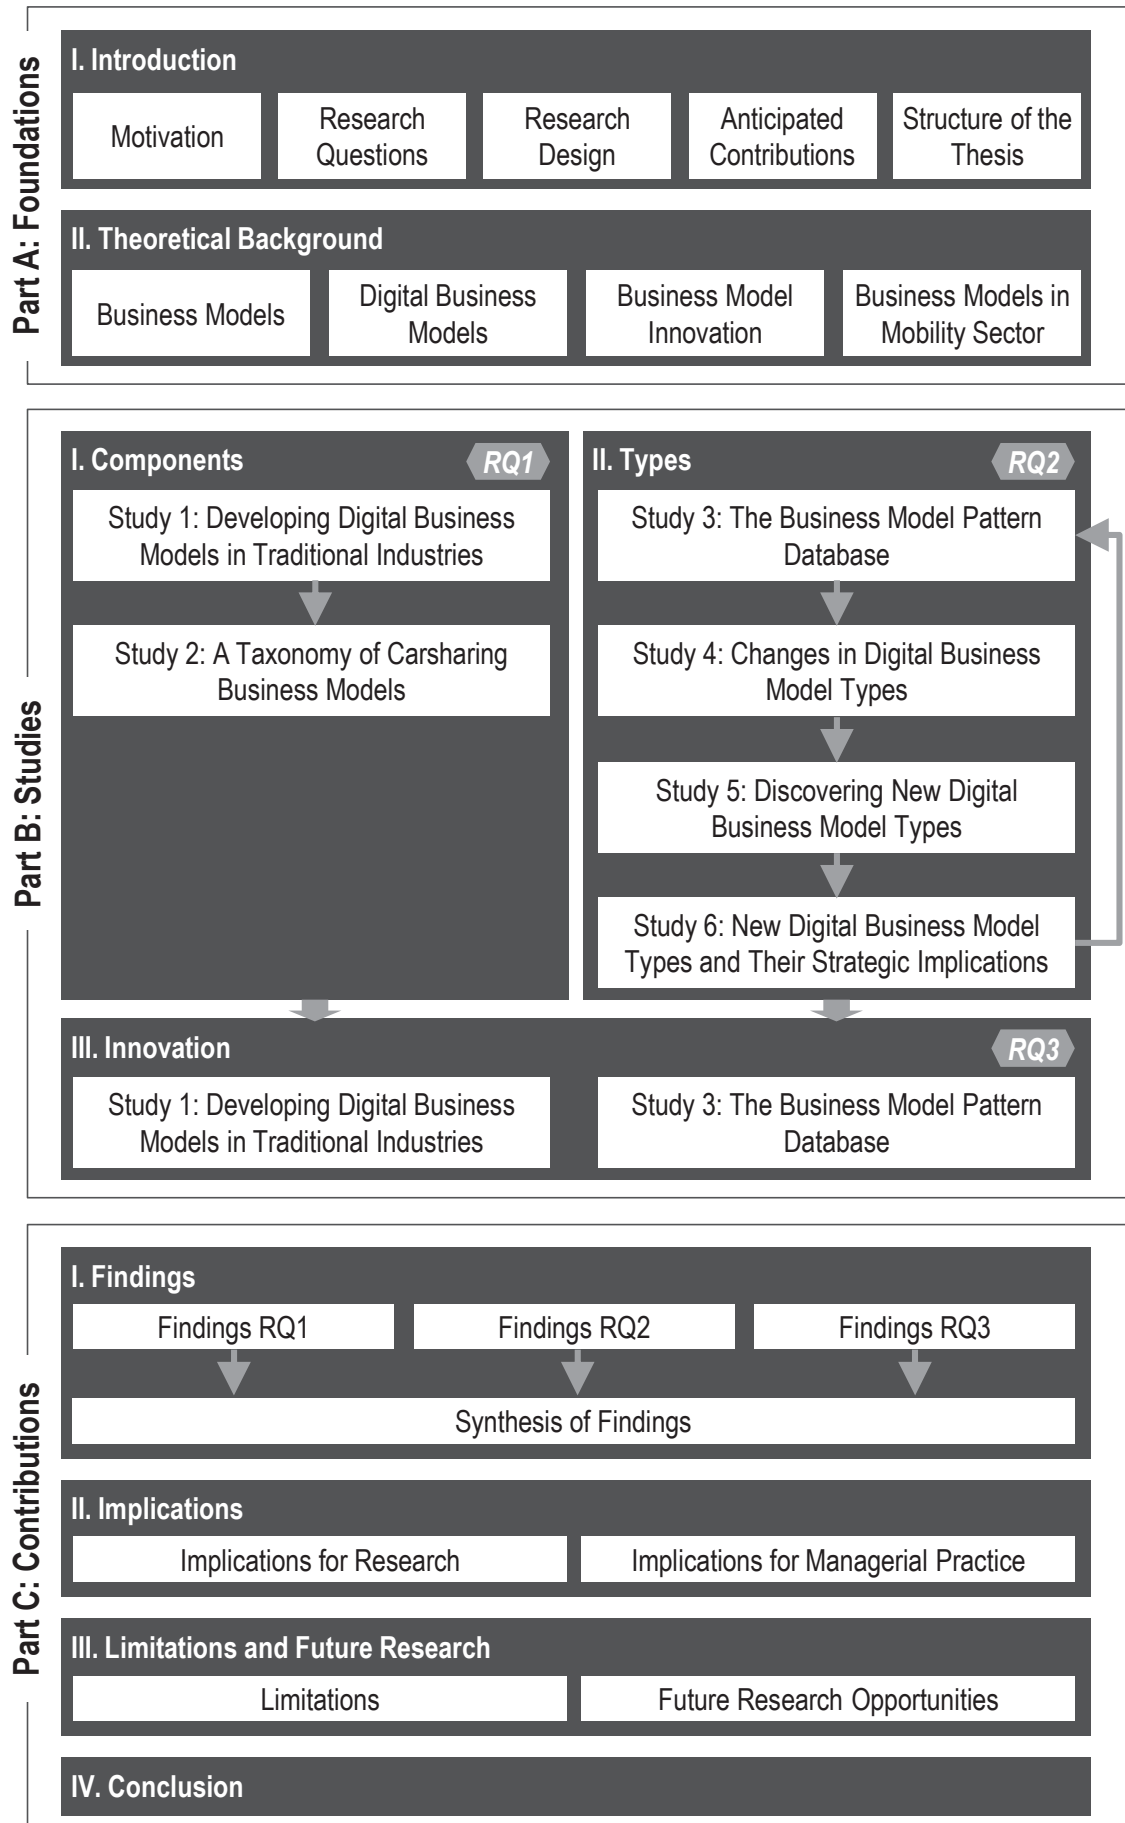 Part A: Foundations
I. Introduction
Motivation
Research
Questions
Research
Design
Anticipated
Contributions
Structure of the
Thesis
II. Theoretical Background
Business Models
Digital Business
Models
Business Model
Innovation
Business Models in
Mobility Sector
Part B: Studies
I. Components
RQ1
Study 1: Developing Digital Business
Models in Traditional Industries
Study 2: A Taxonomy of Carsharing
Business Models
II. Types
RQ2
Study 3: The Business Model Pattern
Database
Study 4: Changes in Digital Business
Model Types
Study 5: Discovering New Digital
Business Model Types
Study 6: New Digital Business Model
Types and Their Strategic Implications
III. Innovation
RQ3
Study 1: Developing Digital Business
Models in Traditional Industries
Study 3: The Business Model Pattern
Database
Part C: Contributions
I. Findings
Findings RQ1
Findings RQ2
Findings RQ3
Synthesis of Findings
II. Implications
Implications for Research
Implications for Managerial Practice
III. Limitations and Future Research
Limitations
Future Research Opportunities
IV. Conclusion